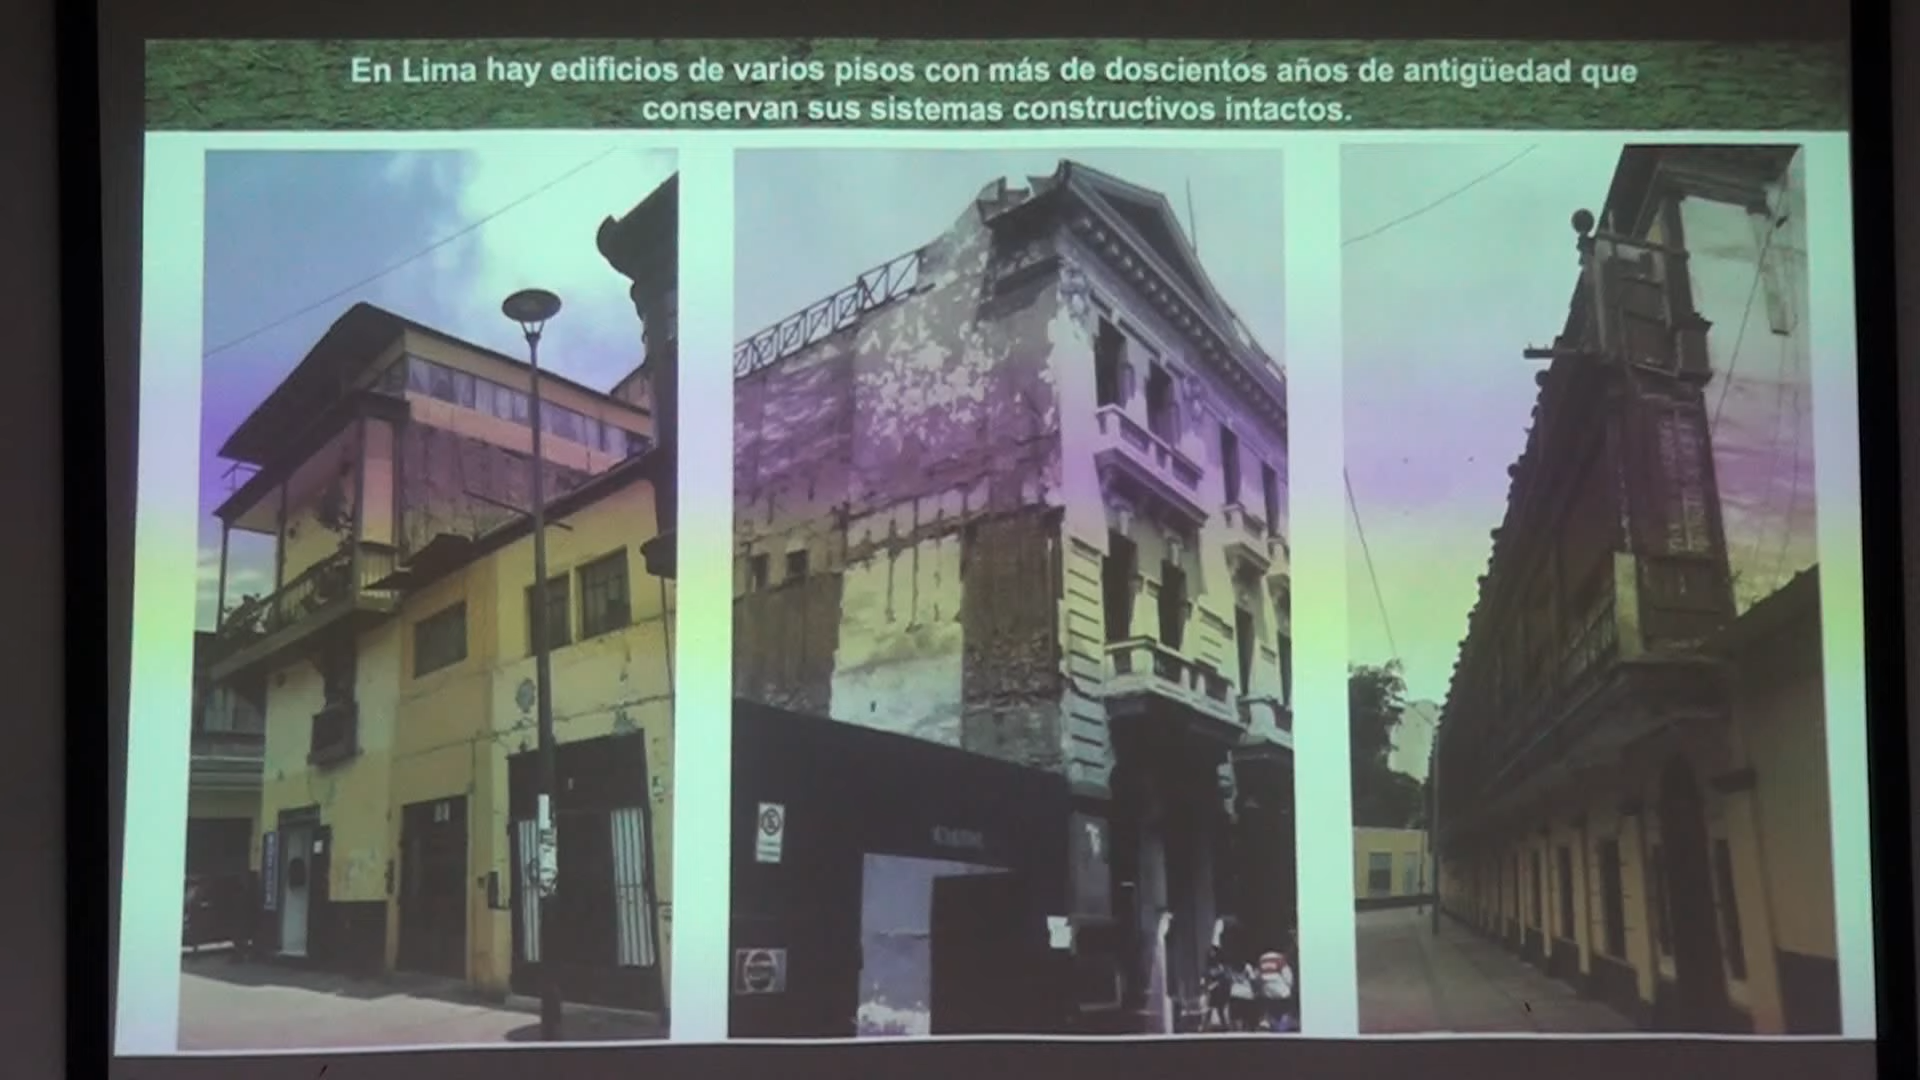 En Lima hay edificios de varios pisos con más de doscientos años de antigüedad que
conservan sus sistemas constructivos intactos.